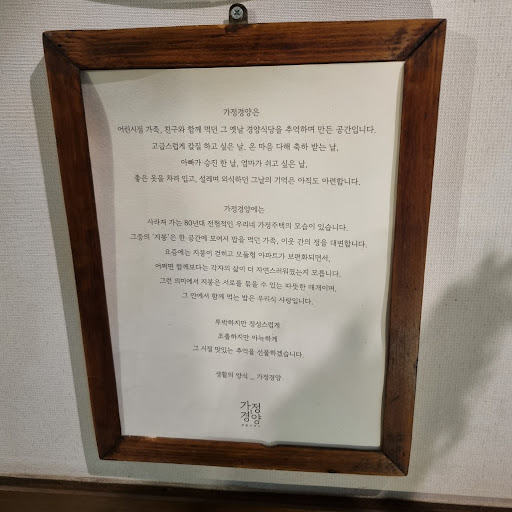 가정경양은
어린시절 가족, 친구와 함께 먹던 그 옛날 경양식당을 추억하며 만든 공간입니다.
고급스럽게 칼질 하고 싶은 날, 온 마음 다해 축하 받는 날,
아빠가 승진 한 날, 엄마가 쉬고 싶은 날,
좋은 옷을 차려 입고, 설레며 외식하던 그날의 기억은 아직도 아련합니다.
가정경양에는
사라져 가는 80년대 전형적인 우리네 가정주택의 모습이 있습니다.
그중의 '지붕'은 한 공간에 모여서 밥을 먹던 가족, 이웃 간의 정을 대변합니다.
요즘에는 지붕이 걷히고 모듈형 아파트가 보편화되면서,
어쩌면 함께보다는 각자의 삶이 더 자연스러워졌는지 모릅니다.
그런 의미에서 지붕은 서로를 묶을 수 있는 따뜻한 매개이며,
그 안에서 함께 먹는 밥은 우리식 사랑입니다.
투박하지만 정성스럽게
조촐하지만 아늑하게
그 시절 맛있는 추억을 선물하겠습니다.
생활의 양식 _ 가정경양
가정
경양